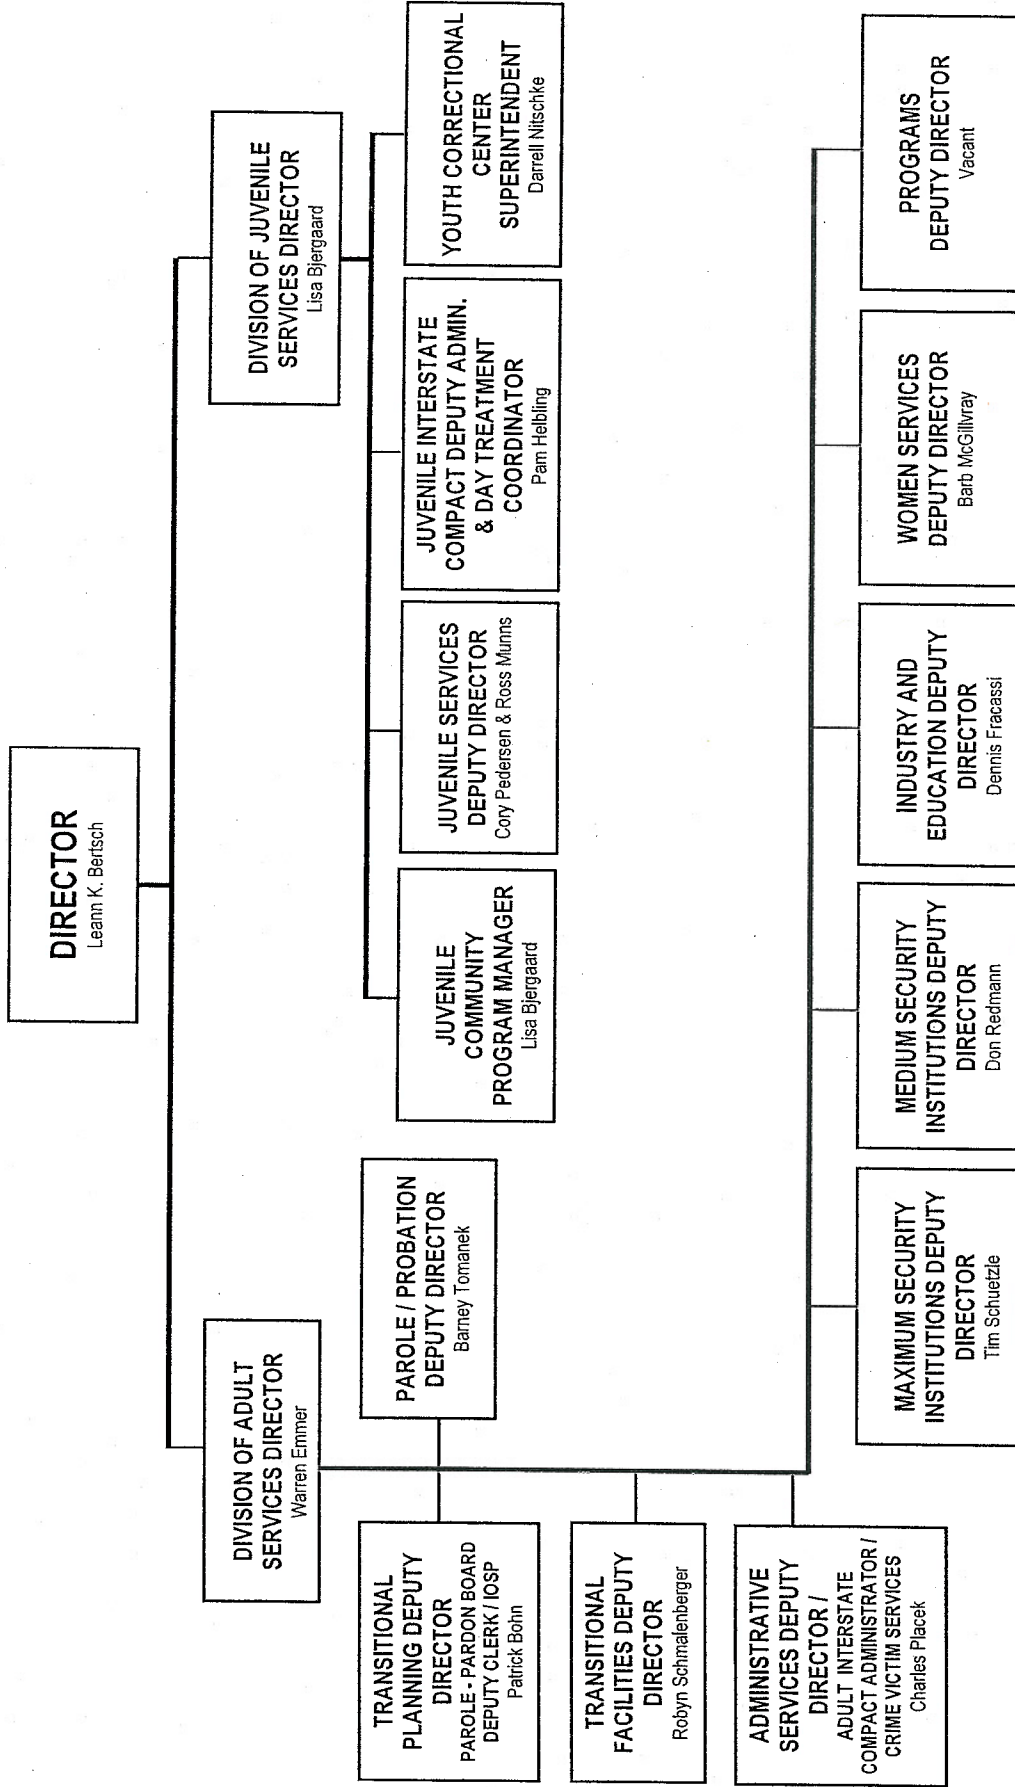 DIRECTOR
Leann K. Bertsch
DIVISION OF ADULT
SERVICES DIRECTOR
Warren Emmer
DIVISION OF JUVENILE
SERVICES DIRECTOR
Lisa Bjergaard
TRANSITIONAL
PLANNING DEPUTY
DIRECTOR
PAROLE - PARDON BOARD
DEPUTY CLERK / IOSP
Patrick Bohn
PAROLE / PROBATION
DEPUTY DIRECTOR
Barney Tomanek
TRANSITIONAL
FACILITIES DEPUTY
DIRECTOR
Robyn Schmalenberger
ADMINISTRATIVE
SERVICES DEPUTY
DIRECTOR /
ADULT INTERSTATE
COMPACT ADMINISTRATOR /
CRIME VICTIM SERVICES
Charles Placek
JUVENILE
COMMUNITY
PROGRAM MANAGER
Lisa Bjergaard
JUVENILE SERVICES
DEPUTY DIRECTOR
Cory Pedersen & Ross Munns
JUVENILE INTERSTATE
COMPACT DEPUTY ADMIN.
& DAY TREATMENT
COORDINATOR
Pam Helbling
YOUTH CORRECTIONAL
CENTER
SUPERINTENDENT
Darrell Nitschke
MAXIMUM SECURITY
INSTITUTIONS DEPUTY
DIRECTOR
Tim Schuetzle
MEDIUM SECURITY
INSTITUTIONS DEPUTY
DIRECTOR
Don Redmann
INDUSTRY AND
EDUCATION DEPUTY
DIRECTOR
Dennis Fracassi
WOMEN SERVICES
DEPUTY DIRECTOR
Barb McGillvray
PROGRAMS
DEPUTY DIRECTOR
Vacant